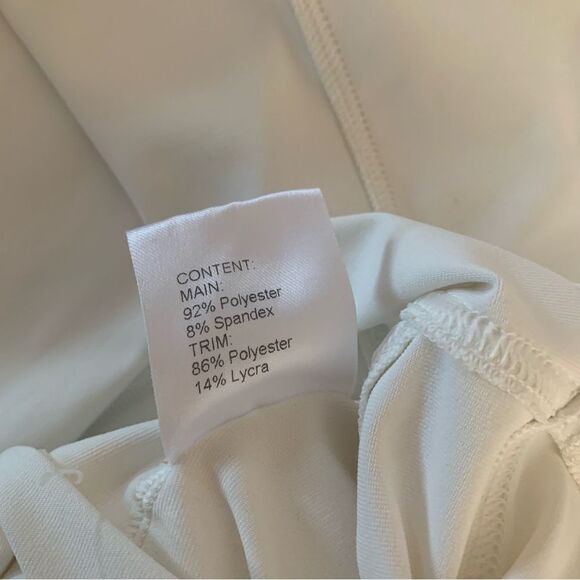 CONTENT:
MAIN:
92% Polyester
8% Spandex
TRIM:
86% Polyester
14% Lycra